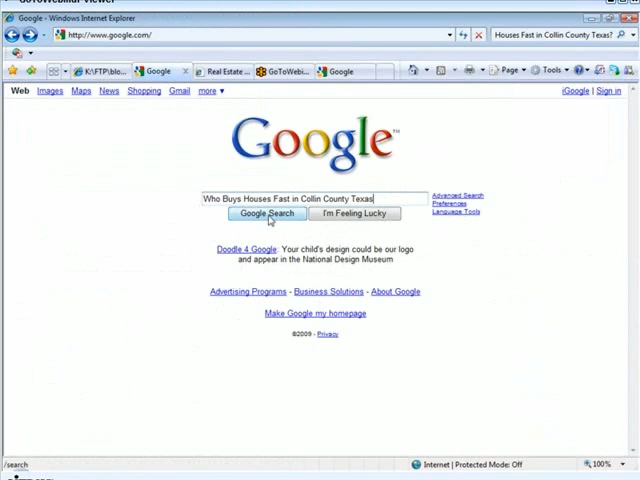 GoToWebinar Viewer
Google - Windows Internet Explorer
http://www.google.com/
Houses Fast in Collin County Texas?
K:\FTP\blo...
Google
Real Estate ...
GoToWebi...
Google
Page
Tools
Web Images Maps News Shopping Gmail more
iGoogle | Sign in
Google™
Who Buys Houses Fast in Collin County Texas
Advanced Search
Preferences
Language Tools
Google Search
I'm Feeling Lucky
Doodle 4 Google: Your child's design could be our logo
and appear in the National Design Museum
Advertising Programs - Business Solutions - About Google
Make Google my homepage
©2009 - Privacy
/search
Internet | Protected Mode: Off
100%